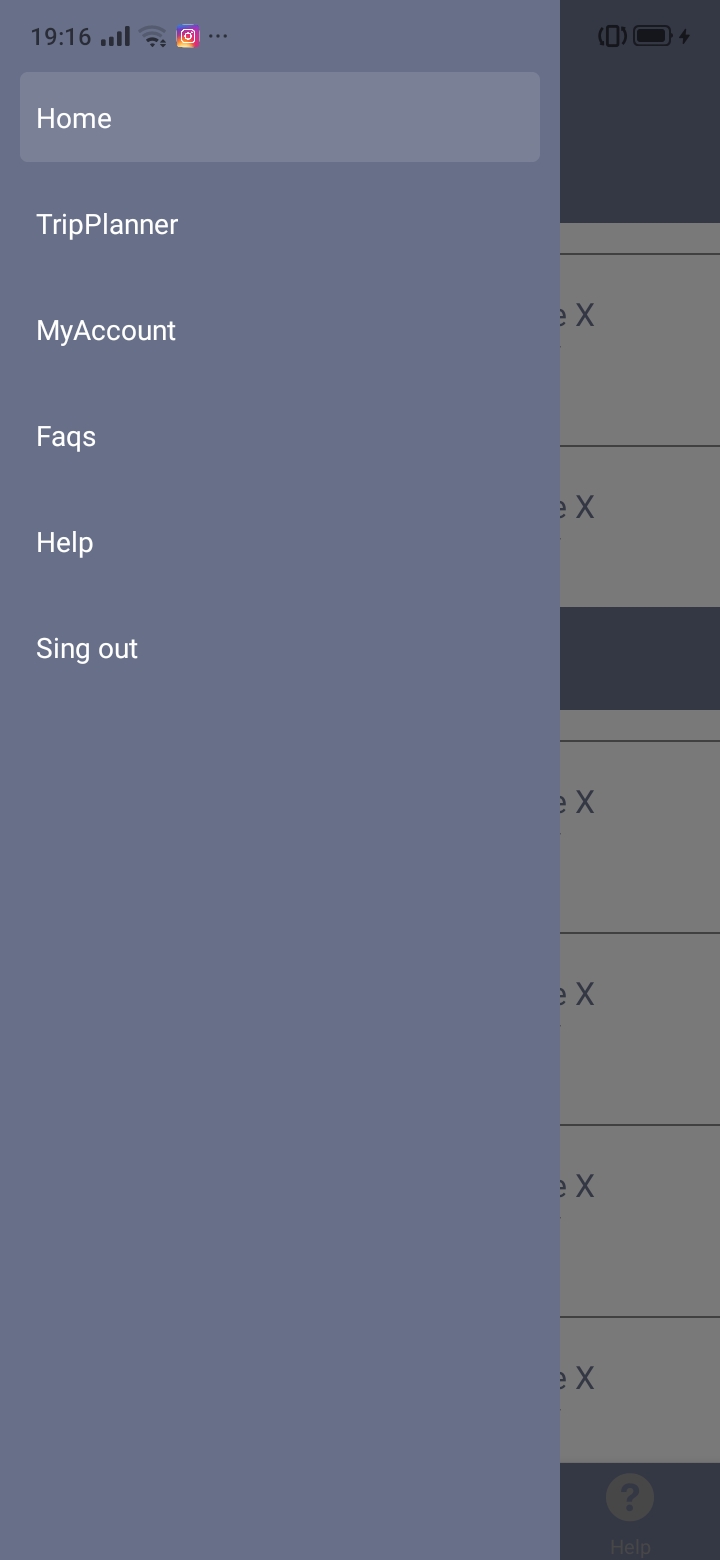 19:16
Home
TripPlanner
MyAccount
Faqs
Help
Sing out
e X
e X
e X
e X
e X
e X
?
Help